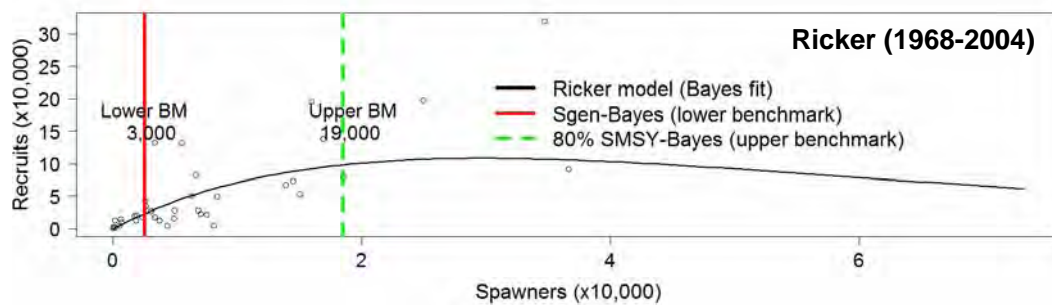 Ricker (1968-2004)
Recruits (x10,000)
30
25
20
15
10
5
0
Lower BM
3,000
Upper BM
19,000
Ricker model (Bayes fit)
Sgen-Bayes (lower benchmark)
80% SMSY-Bayes (upper benchmark)
0 2 4 6
Spawners (x10,000)